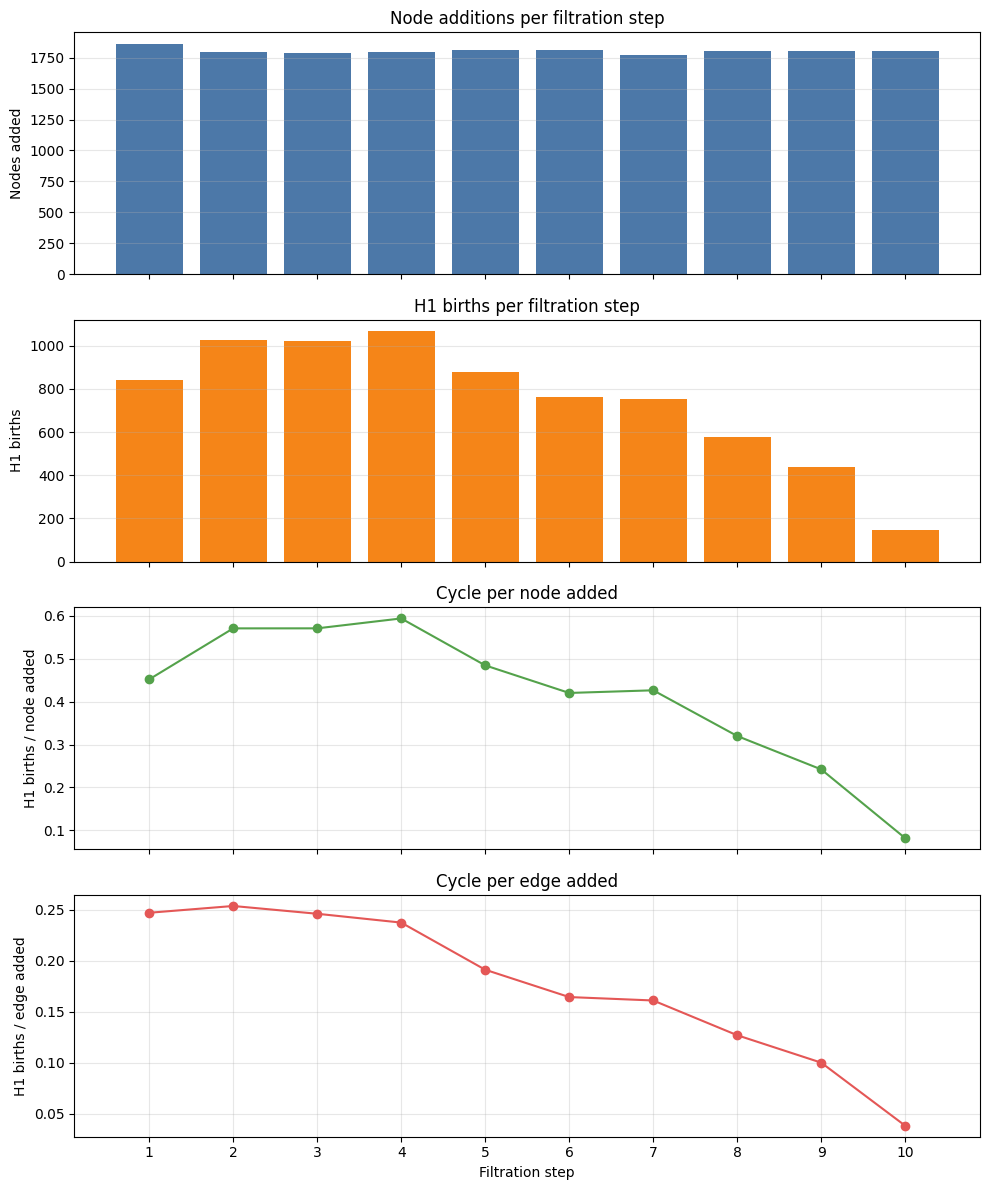 Node additions per filtration step
Nodes added
1750
1500
1250
1000
750
500
250
0
H1 births per filtration step
H1 births
1000
800
600
400
200
0
Cycle per node added
H1 births / node added
0.6
0.5
0.4
0.3
0.2
0.1
Cycle per edge added
H1 births / edge added
0.25
0.20
0.15
0.10
0.05
1 2 3 4 5 6 7 8 9 10
Filtration step